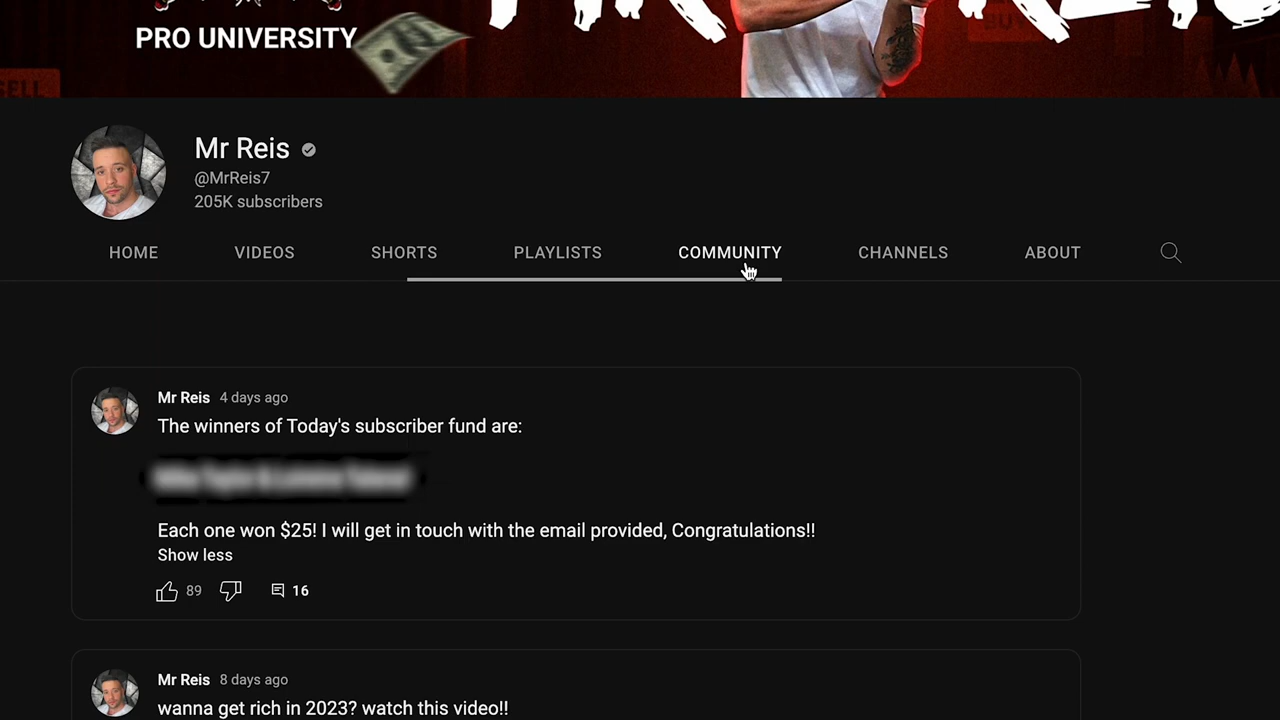 PRO UNIVERSITY
SELL
Mr Reis
@MrReis7
205K subscribers
HOME VIDEOS SHORTS PLAYLISTS COMMUNITY CHANNELS ABOUT
Mr Reis 4 days ago
The winners of Today's subscriber fund are:
Each one won $25! I will get in touch with the email provided, Congratulations!!
Show less
89 16
Mr Reis 8 days ago
wanna get rich in 2023? watch this video!!